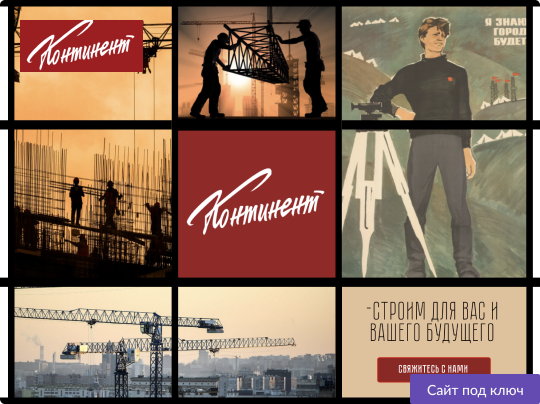 Континент
Я ЗНАЮ
ГОРОД
БУДЕТ
Континент
-СТРОИМ ДЛЯ ВАС И
ВАШЕГО БУДУЩЕГО
СВЯЖИТЕСЬ С НАМИ
Сайт под ключ